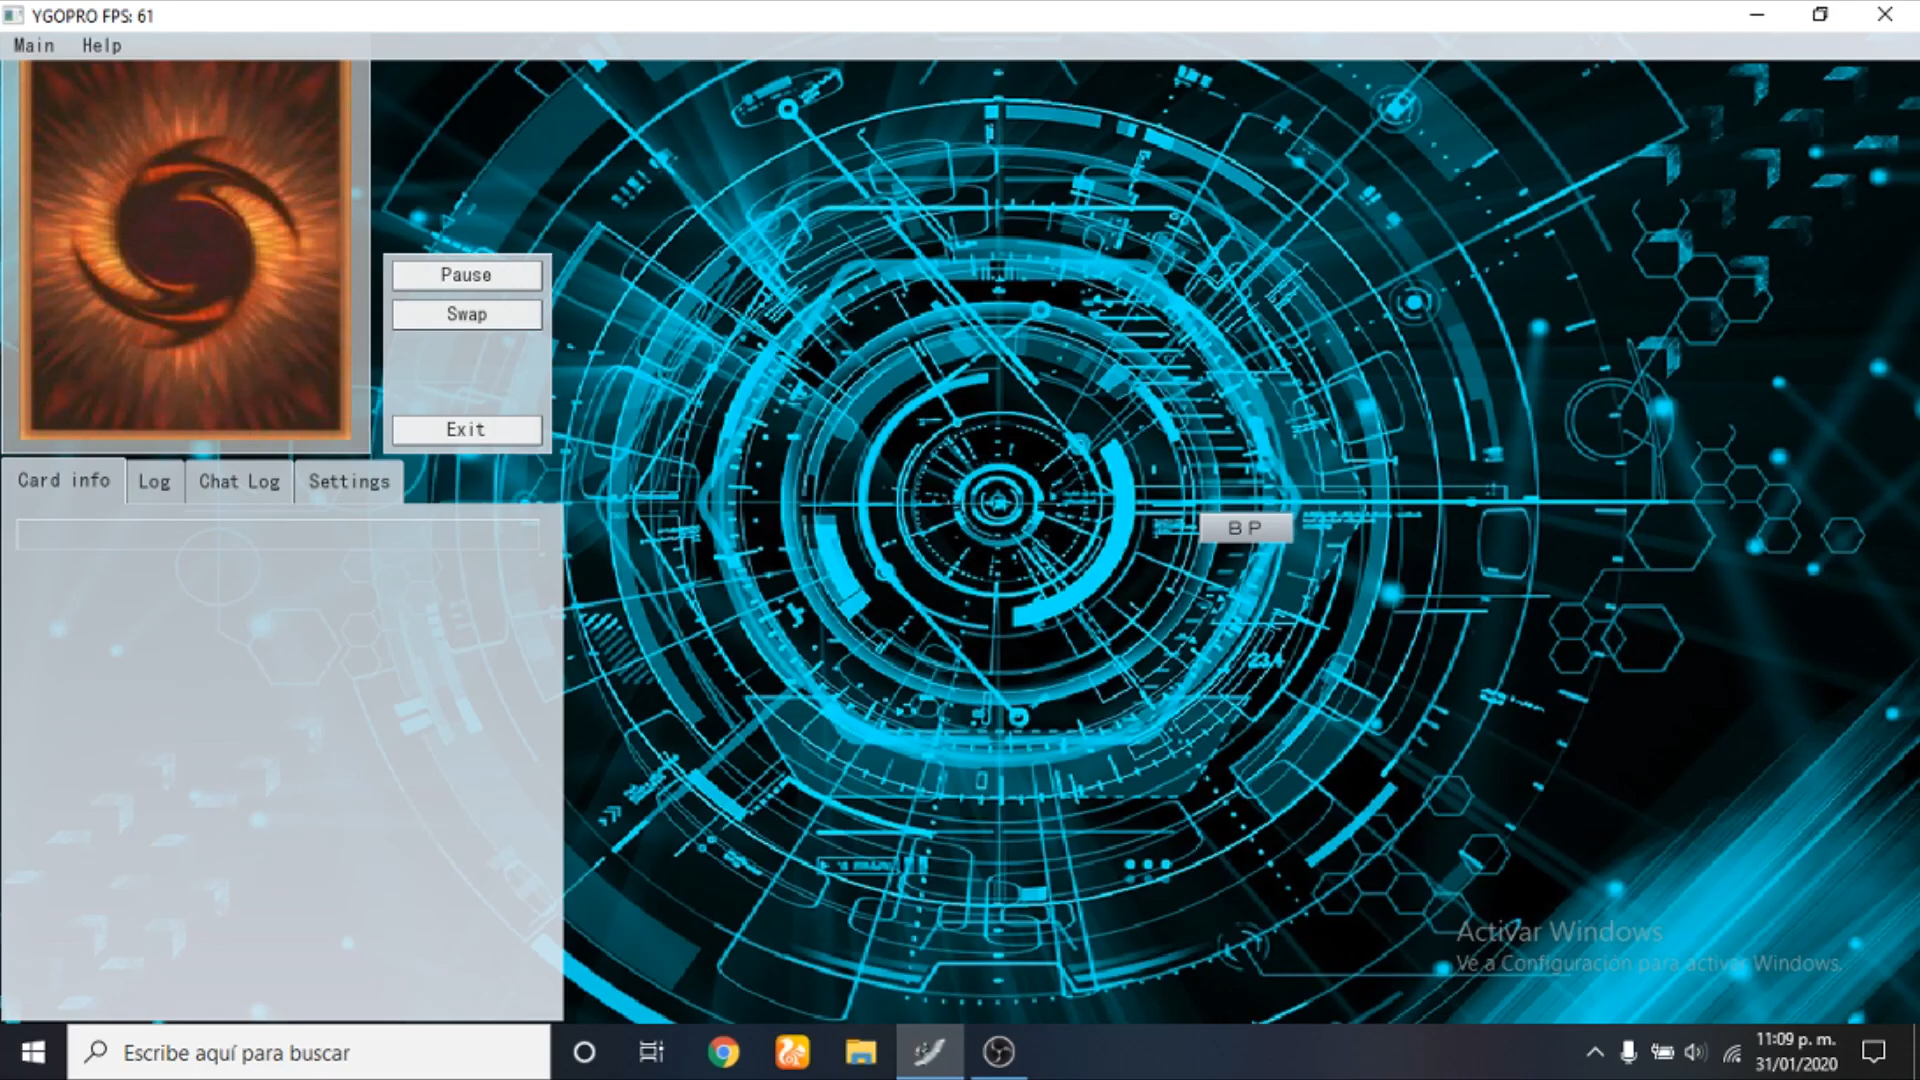 YGOPRO FPS: 61
Main Help
Pause
Swap
Exit
Card info Log Chat Log Settings
BP
234
Activar Windows
Ve a Configuración para activar Windows.
Escribe aquí para buscar
11:09 p. m.
31/01/2020